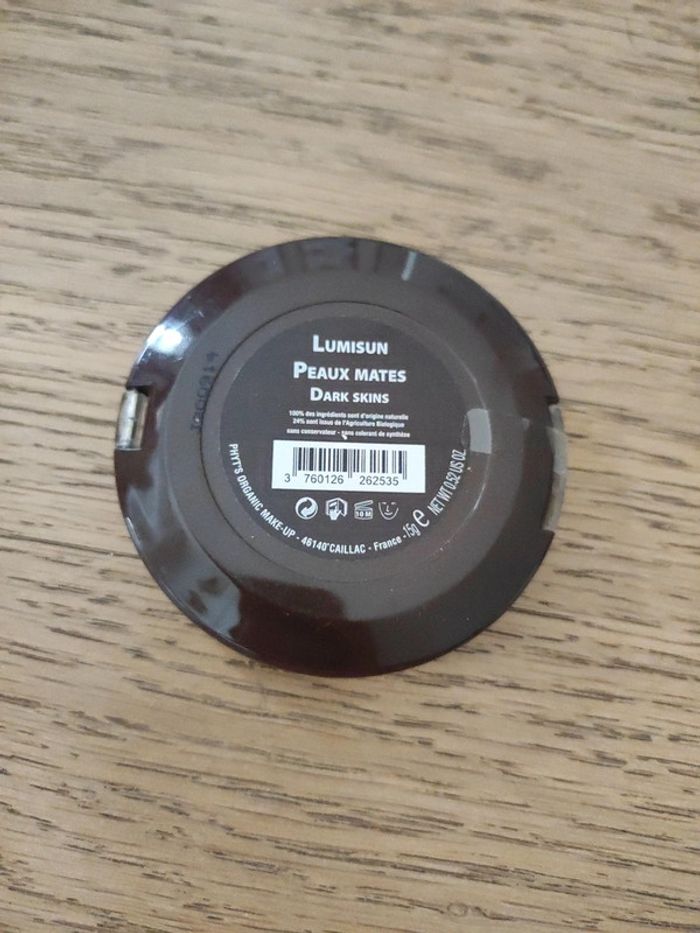 LUMISUN
PEAUX MATES
DARK SKINS
100% des ingrédients sont d'origine naturelle
24% sont issus de l'Agriculture Biologique
sans conservateur - sans colorant de synthèse
3 760126 262535
10 M
PHYT'S ORGANIC MAKE-UP - 46140 CAILLAC - France - 15g e NET WT 0.52 US OZ.